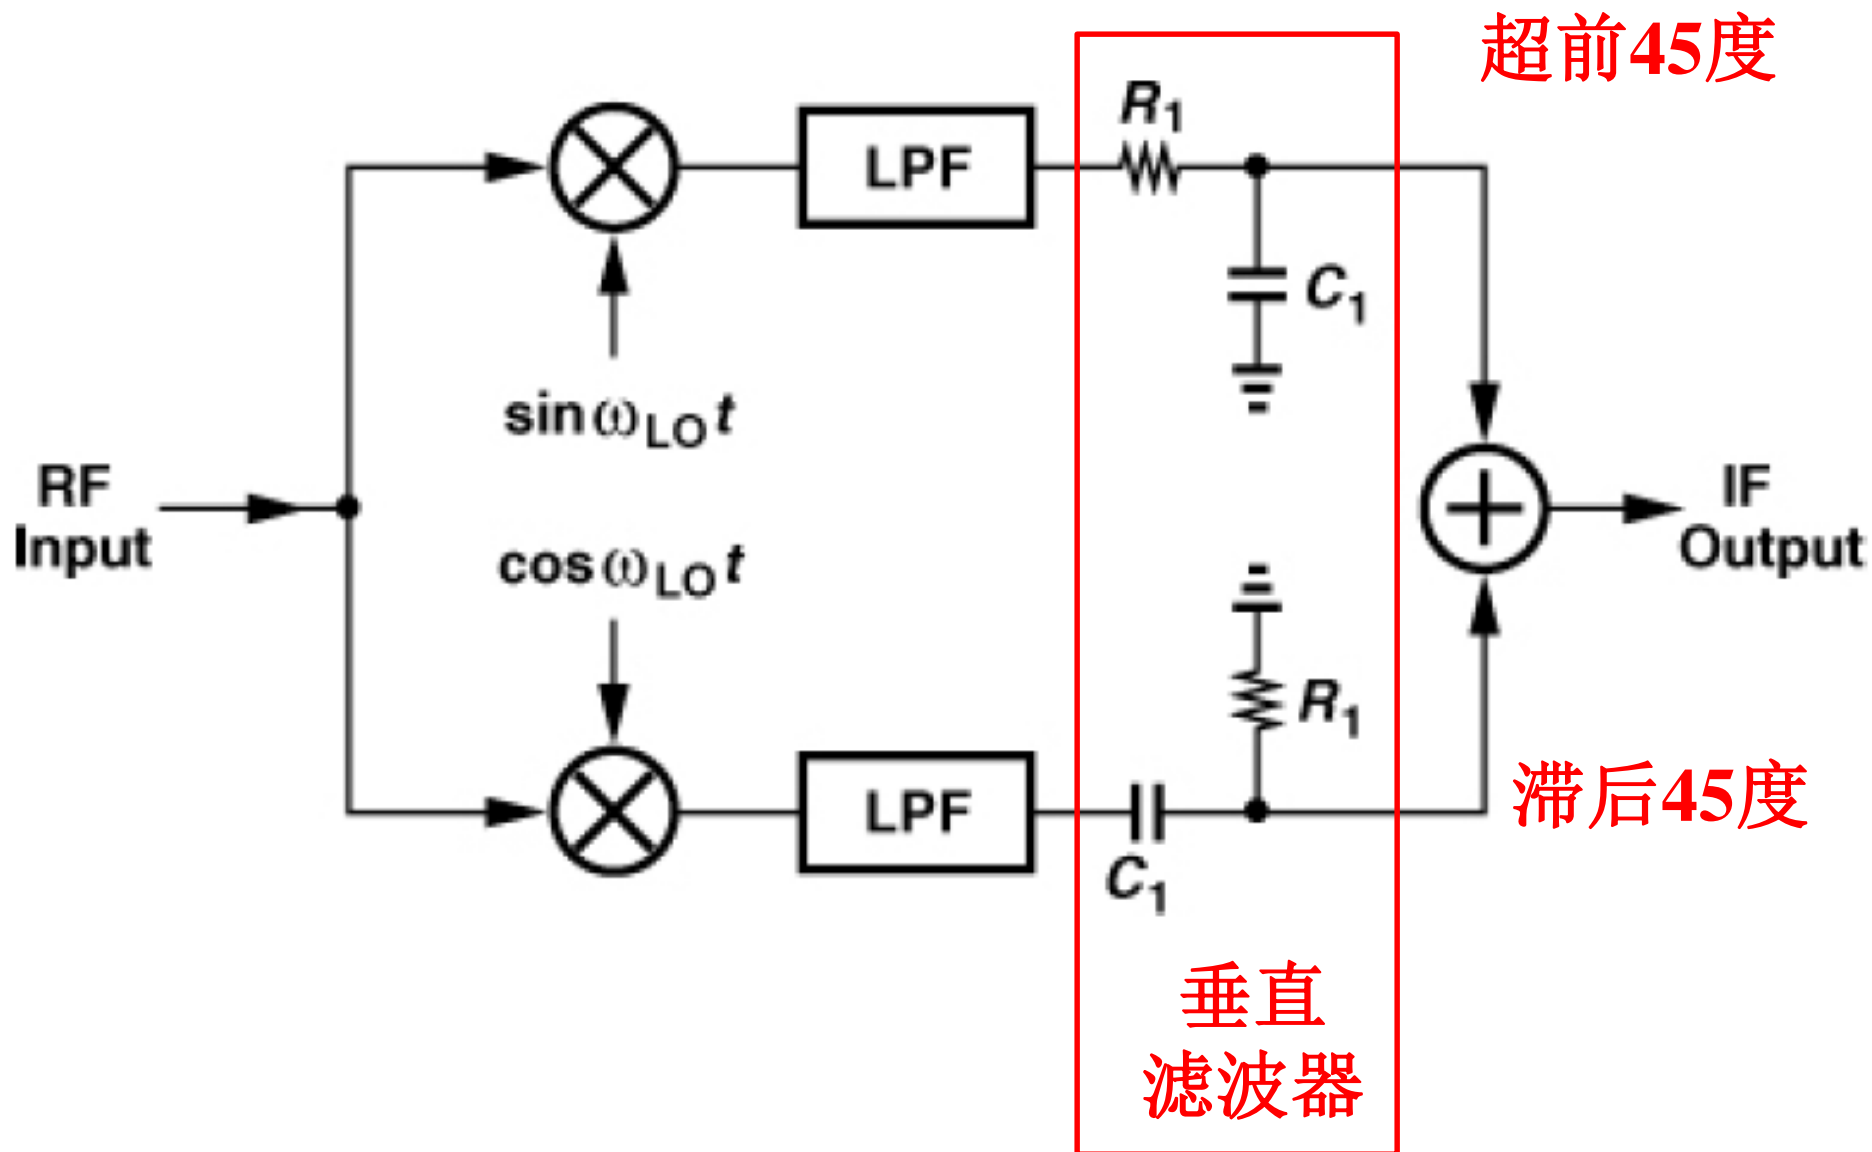 超前45度
R1
LPF
C1
sinωLOt
RF
Input
cosωLOt
IF
Output
R1
LPF
滞后45度
C1
垂直
滤波器